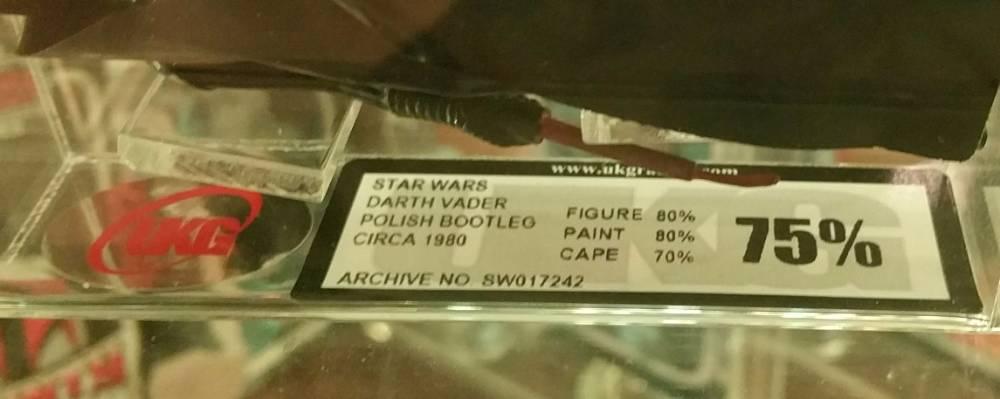 UKG
STAR WARS
DARTH VADER
POLISH BOOTLEG
CIRCA 1980
FIGURE 80%
PAINT 80%
CAPE 70%
75%
ARCHIVE NO SW017242